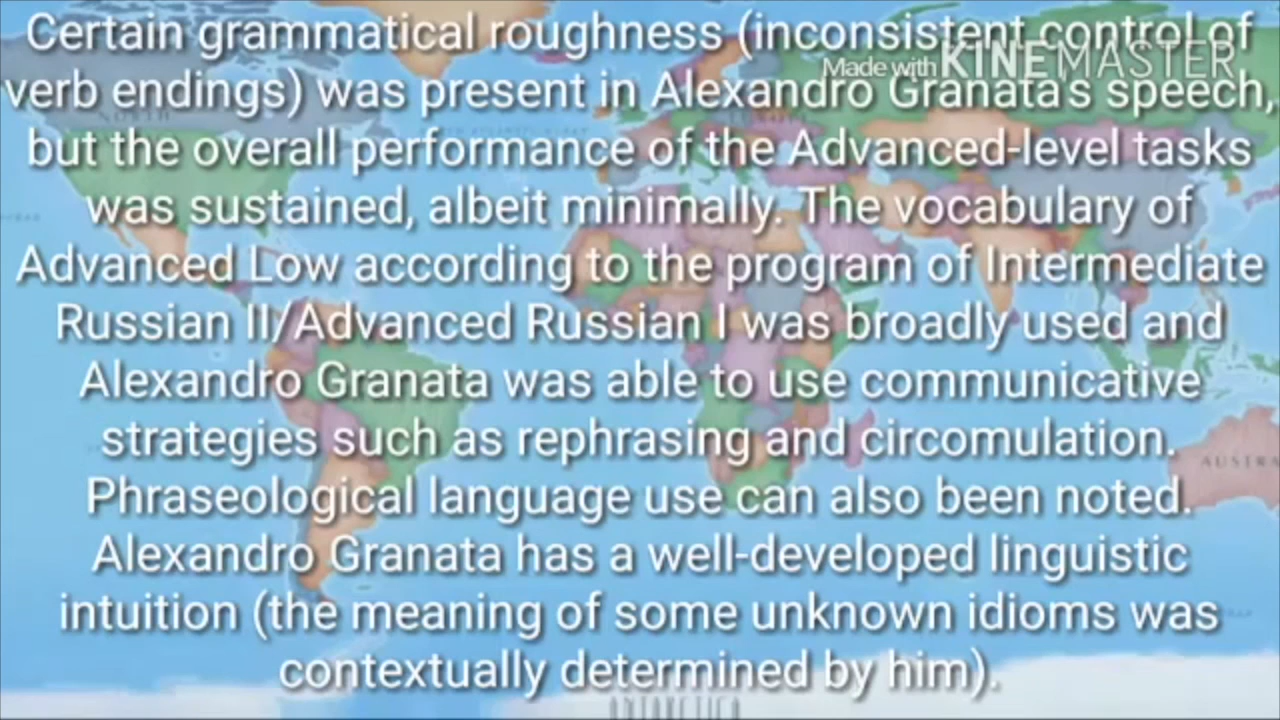 Certain grammatical roughness (inconsistent control of
Made with KINEMASTER
verb endings) was present in Alexandro Granata's speech,
but the overall performance of the Advanced-level tasks
was sustained, albeit minimally. The vocabulary of
Advanced Low according to the program of Intermediate
Russian II/Advanced Russian I was broadly used and
Alexandro Granata was able to use communicative
strategies such as rephrasing and circomulation.
AUSTRA
Phraseological language use can also been noted.
Alexandro Granata has a well-developed linguistic
intuition (the meaning of some unknown idioms was
contextually determined by him).
ANTARCTICA